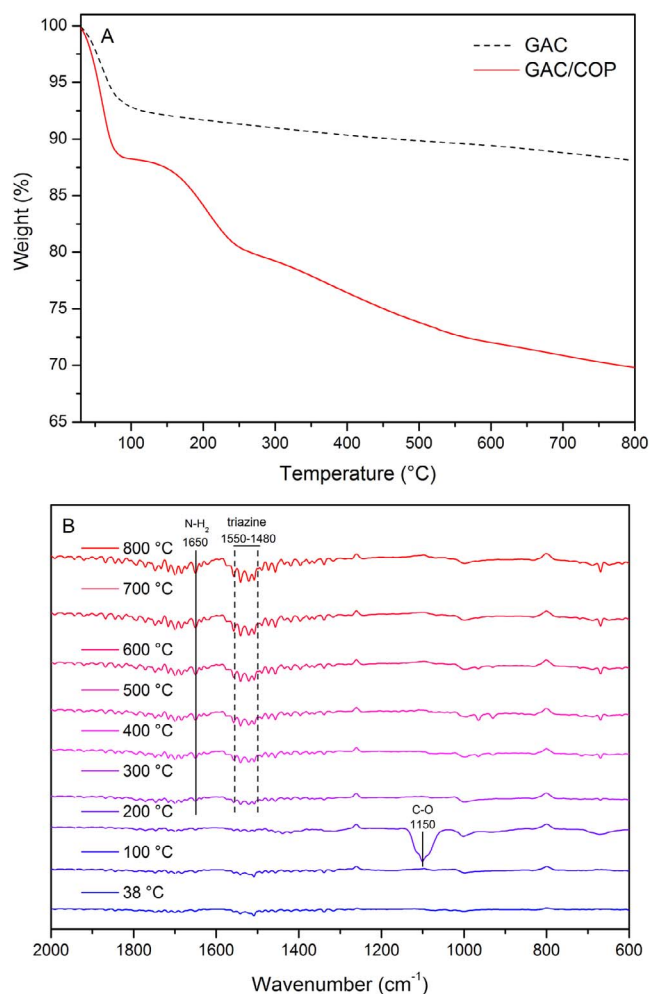 A
GAC
GAC/COP
100
95
90
85
80
75
70
65
100
200
300
400
500
600
700
800
Weight (%)
Temperature (°C)
B
N-H₂
1650
triazine
1550-1480
800 °C
700 °C
600 °C
500 °C
400 °C
300 °C
200 °C
100 °C
38 °C
C-O
1150
2000
1800
1600
1400
1200
1000
800
600
Wavenumber (cm⁻¹)